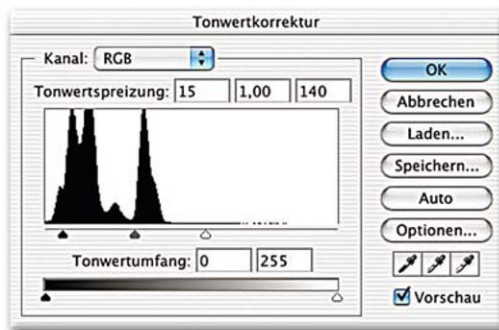 Tonwertkorrektur
Kanal: RGB
Tonwertspreizung: 15 1,00 140
Tonwertumfang: 0 255
OK
Abbrechen
Laden...
Speichern...
Auto
Optionen...
Vorschau